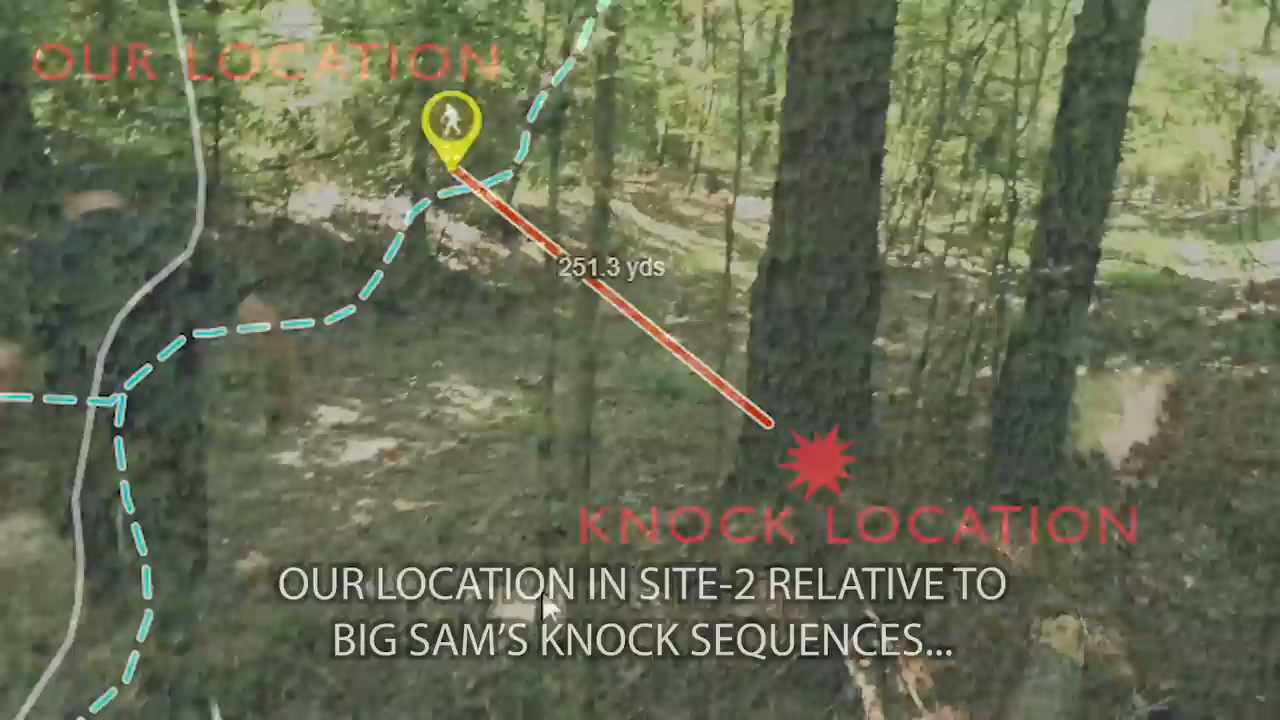 OUR LOCATION
251.3 yds
KNOCK LOCATION
OUR LOCATION IN SITE-2 RELATIVE TO
BIG SAM’S KNOCK SEQUENCES...